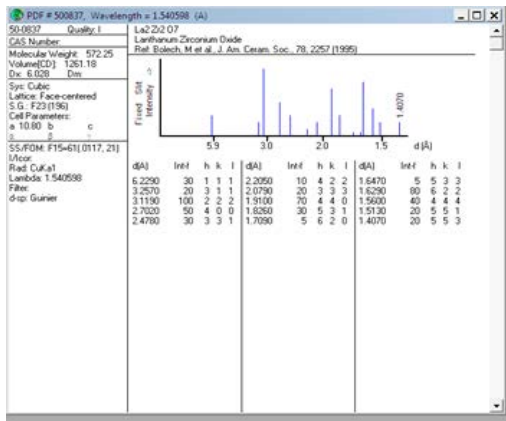 PDF # 500837, Wavelength = 1.540598 (A)
50-0837 Quality: I
CAS Number:
Molecular Weight: 572.25
Volume[CD]: 1261.18
Dx: 6.028 Dm:
Sys: Cubic
Lattice: Face-centered
S.G.: F23 (196)
Cell Parameters:
a 10.80 b c
SS/FOM: F15=61(.0117, 21)
I/Icor:
Rad: CuKa1
Lambda: 1.540598
Filter:
d-sp: Guinier
La2 Zr2 O7
Lanthanum Zirconium Oxide
Ref: Bolech, M et al., J. Am. Ceram. Soc., 78, 2257 (1995)
Fixed Slit
Intensity
1.4070
5.9 3.0 2.0 1.5 d (Å)
d(A) Int-f h k l d(A) Int-f h k l d(A) Int-f h k l
6.2290 30 1 1 1 2.2050 10 4 2 2 1.6470 5 5 3 3
3.2570 20 3 1 1 2.0790 20 3 3 3 1.6290 80 6 2 2
3.1190 100 2 2 2 1.9100 70 4 4 0 1.5600 40 4 4 4
2.7020 50 4 0 0 1.8260 30 5 3 1 1.5130 20 5 5 1
2.4780 30 3 3 1 1.7090 5 6 2 0 1.4070 20 5 5 3